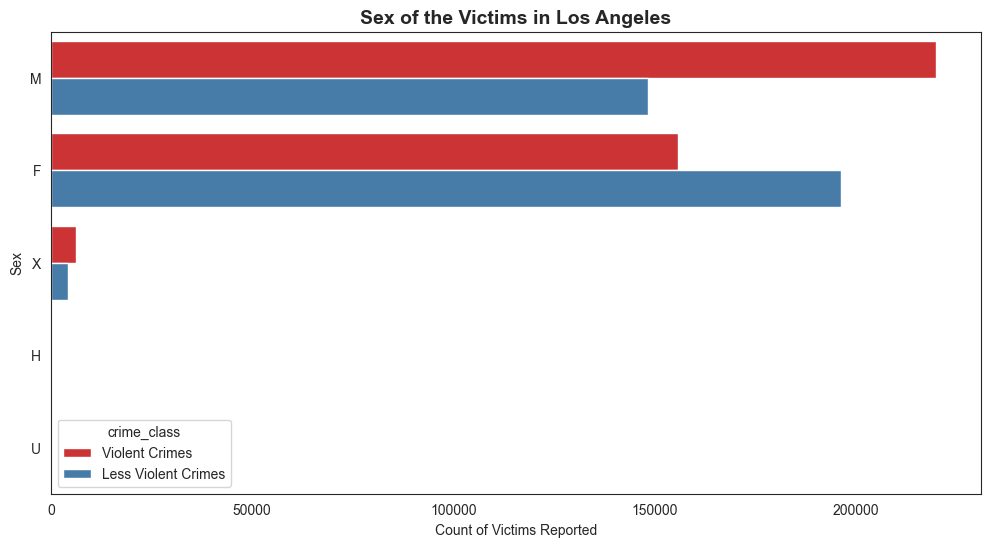 Sex of the Victims in Los Angeles
M
F
X
H
U
Sex
crime_class
Violent Crimes
Less Violent Crimes
0 50000 100000 150000 200000
Count of Victims Reported